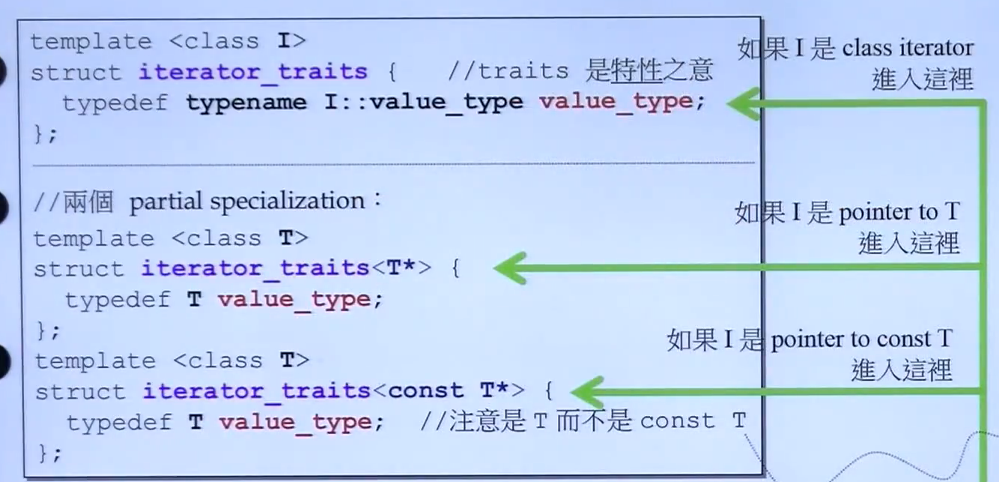 template <class I>
struct iterator_traits {   //traits 是特性之意
typedef typename I::value_type value_type;
};
如果 I 是 class iterator
進入這裡
//兩個 partial specialization：
template <class T>
struct iterator_traits<T*> {
typedef T value_type;
};
如果 I 是 pointer to T
進入這裡
template <class T>
struct iterator_traits<const T*> {
typedef T value_type;   //注意是 T 而不是 const T
};
如果 I 是 pointer to const T
進入這裡